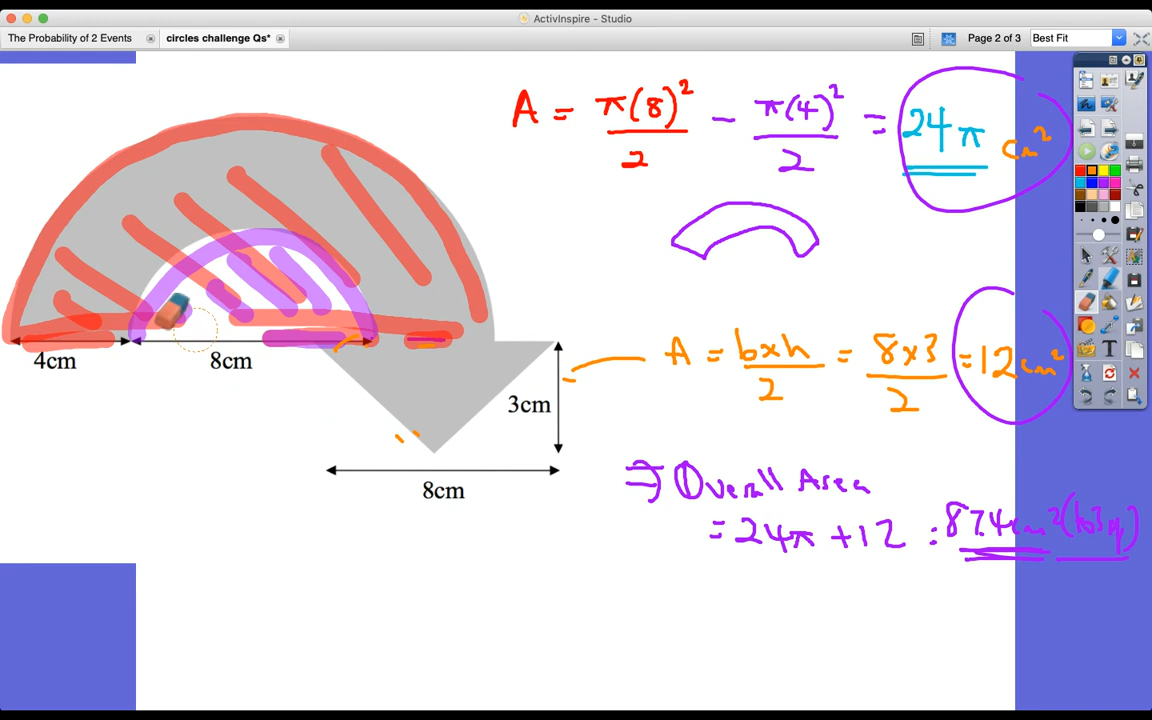 ActivInspire - Studio
The Probability of 2 Events
circles challenge Qs*
Page 2 of 3
Best Fit
A = π(8)²/2 - π(4)²/2 = 24π cm²
4cm
8cm
A = bxh/2 = 8x3/2 = 12cm²
3cm
8cm
⇒ Overall Area
= 24π + 12 = 87.4cm² (to 3